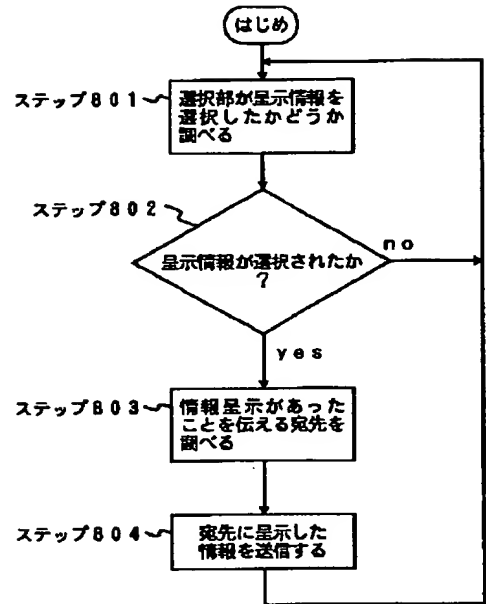 はじめ
ステップ801
選択部が呈示情報を
選択したかどうか
調べる
ステップ802
呈示情報が選択されたか
?
no
yes
ステップ803
情報呈示があった
ことを伝える宛先を
調べる
ステップ804
宛先に呈示した
情報を送信する